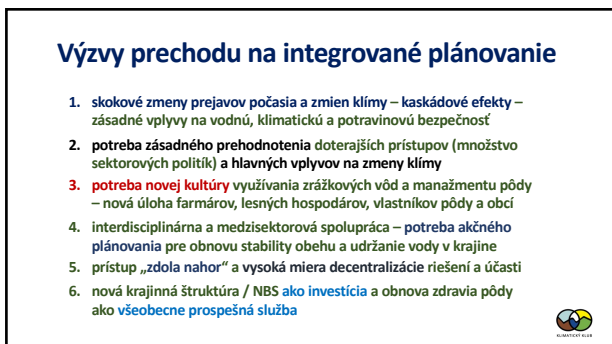 Výzvy prechodu na integrované plánovanie
1. skokové zmeny prejavov počasia a zmien klímy – kaskádové efekty –
zásadné vplyvy na vodnú, klimatickú a potravinovú bezpečnosť
2. potreba zásadného prehodnotenia doterajších prístupov (množstvo
sektorových politík) a hlavných vplyvov na zmeny klímy
3. potreba novej kultúry využívania zrážkových vôd a manažmentu pôdy
– nová úloha farmárov, lesných hospodárov, vlastníkov pôdy a obcí
4. interdisciplinárna a medzisektorová spolupráca – potreba akčného
plánovania pre obnovu stability obehu a udržanie vody v krajine
5. prístup „zdola nahor“ a vysoká miera decentralizácie riešení a účasti
6. nová krajinná štruktúra / NBS ako investícia a obnova zdravia pôdy
ako všeobecne prospešná služba
KLIMATICKÝ KLUB